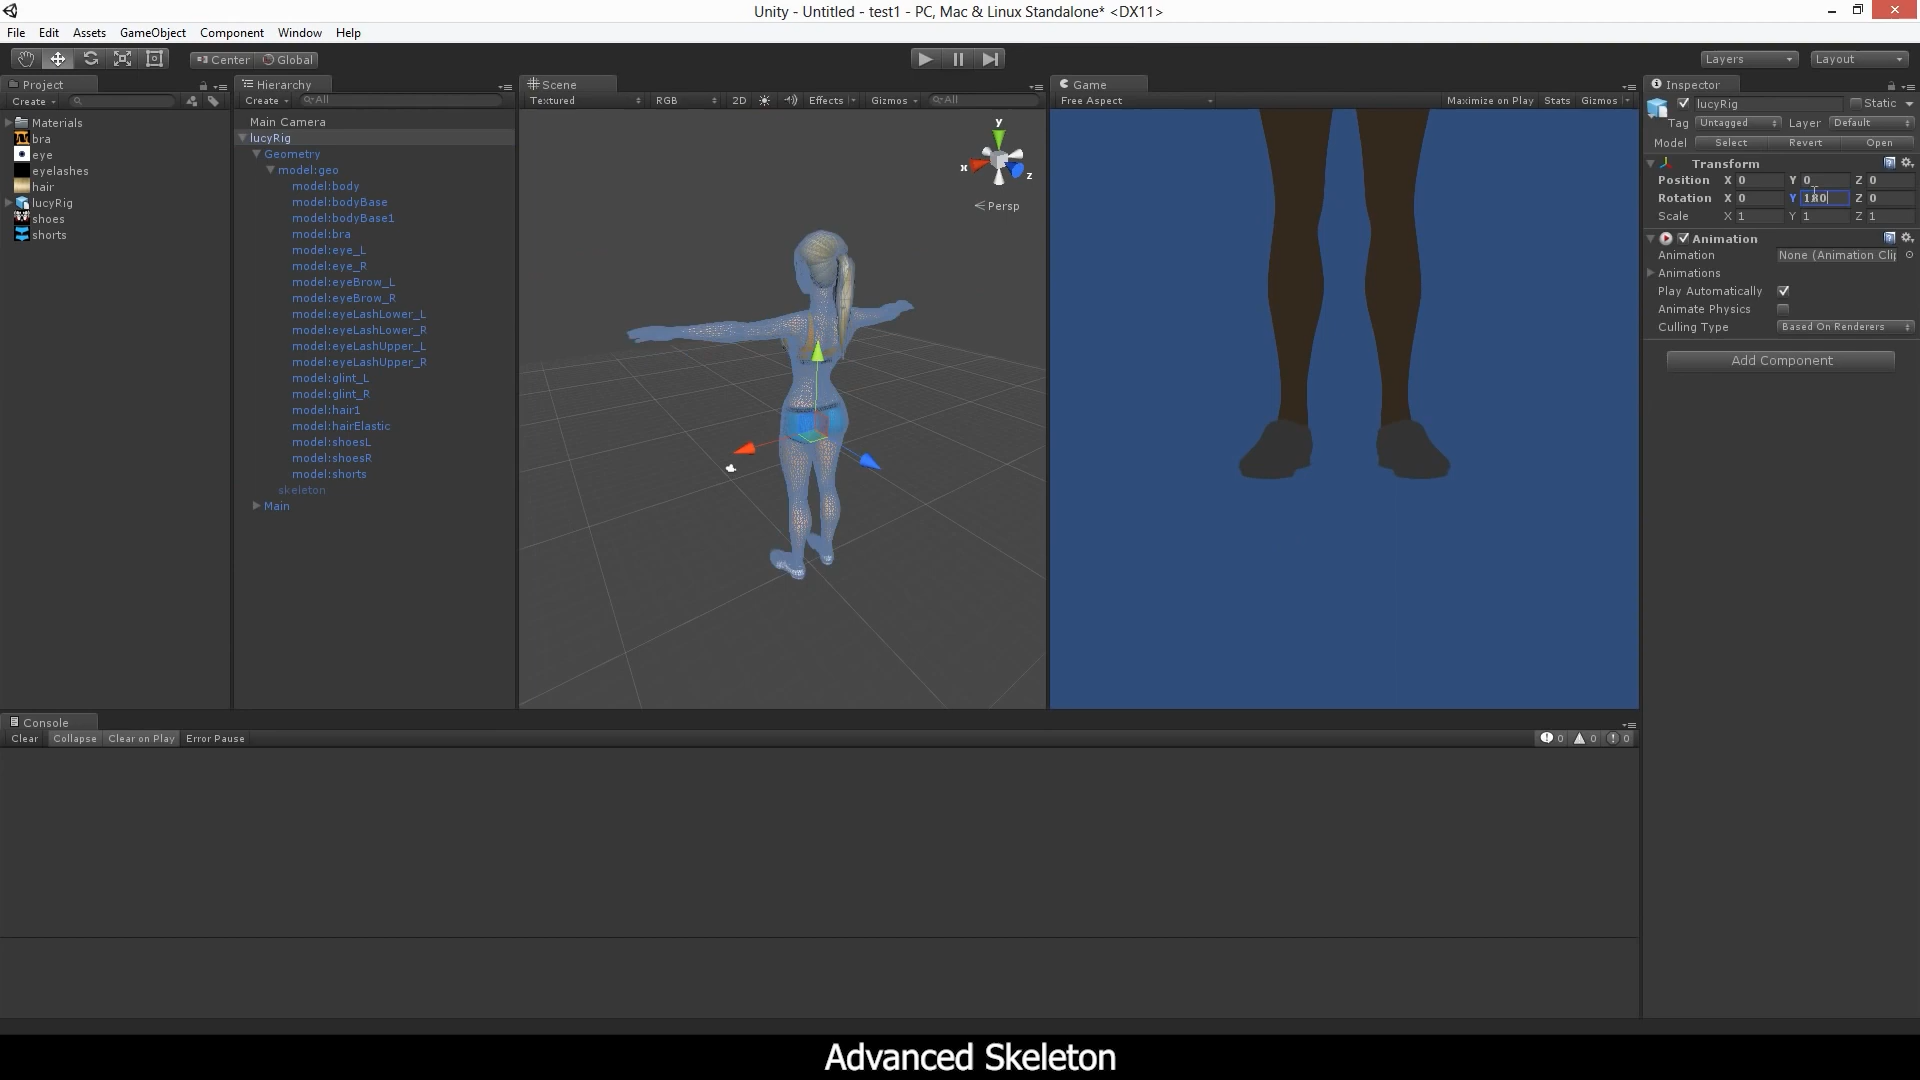 Unity - Untitled - test1 - PC, Mac & Linux Standalone* <DX11>
File Edit Assets GameObject Component Window Help
Center Global Layers Layout
Project
Create
Materials
bra
eye
eyelashes
hair
lucyRig
shoes
shorts
Hierarchy
Create All
Main Camera
lucyRig
Geometry
model:geo
model:body
model:bodyBase
model:bodyBase1
model:bra
model:eye_L
model:eye_R
model:eyeBrow_L
model:eyeBrow_R
model:eyeLashLower_L
model:eyeLashLower_R
model:eyeLashUpper_L
model:eyeLashUpper_R
model:glint_L
model:glint_R
model:hair1
model:hairElastic
model:shoesL
model:shoesR
model:shorts
skeleton
Main
Scene
Textured RGB 2D Effects Gizmos All
y
x
z
Persp
Game
Free Aspect Maximize on Play Stats Gizmos
Inspector
lucyRig Static
Tag Untagged Layer Default
Model Select Revert Open
Transform
Position X 0 Y 0 Z 0
Rotation X 0 Y 180 Z 0
Scale X 1 Y 1 Z 1
Animation
Animation None (Animation Clip
Animations
Play Automatically
Animate Physics
Culling Type Based On Renderers
Add Component
Console
Clear Collapse Clear on Play Error Pause 0 0 0
Advanced Skeleton